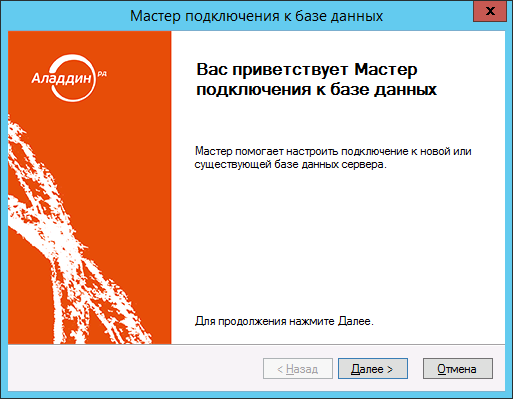 Мастер подключения к базе данных
x
Аладдин РД
Вас приветствует Мастер
подключения к базе данных
Мастер помогает настроить подключение к новой или
существующей базе данных сервера.
Для продолжения нажмите Далее.
< Назад
Далее >
Отмена